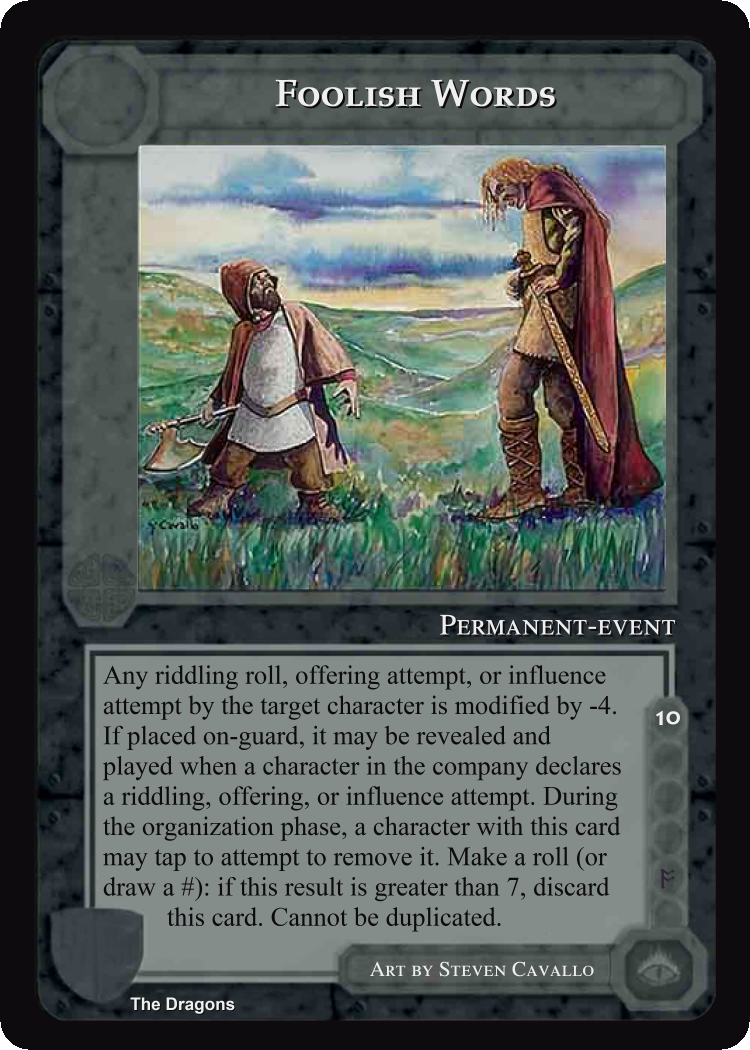 Foolish Words
Cavallo
Permanent-event
Any riddling roll, offering attempt, or influence
attempt by the target character is modified by -4.
If placed on-guard, it may be revealed and
played when a character in the company declares
a riddling, offering, or influence attempt. During
the organization phase, a character with this card
may tap to attempt to remove it. Make a roll (or
draw a #): if this result is greater than 7, discard
this card. Cannot be duplicated.
10
Art by Steven Cavallo
The Dragons